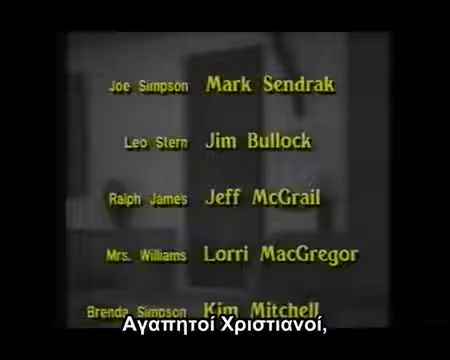 Joe Simpson Mark Sendrak
Leo Stern Jim Bullock
Ralph James Jeff McGrail
Mrs. Williams Lorri MacGregor
Brenda Simpson Kim Mitchell
Αγαπητοί Χριστιανοί,